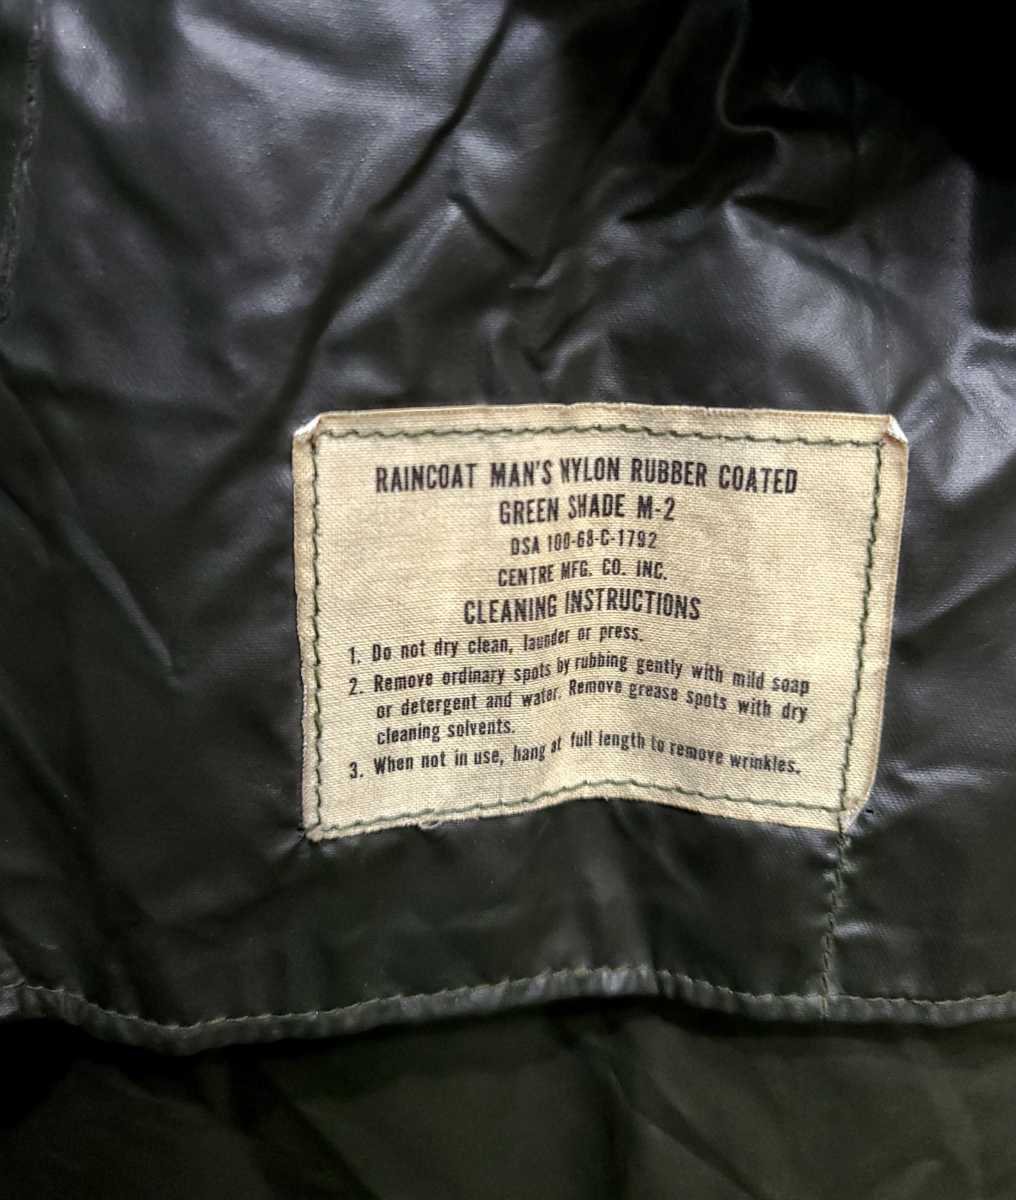 RAINCOAT MAN'S NYLON RUBBER COATED
GREEN SHADE M-2
DSA 100-68-C-1792
CENTRE MFG. CO. INC.
CLEANING INSTRUCTIONS
1. Do not dry clean, launder or press.
2. Remove ordinary spots by rubbing gently with mild soap
or detergent and water. Remove grease spots with dry
cleaning solvents.
3. When not in use, hang at full length to remove wrinkles.